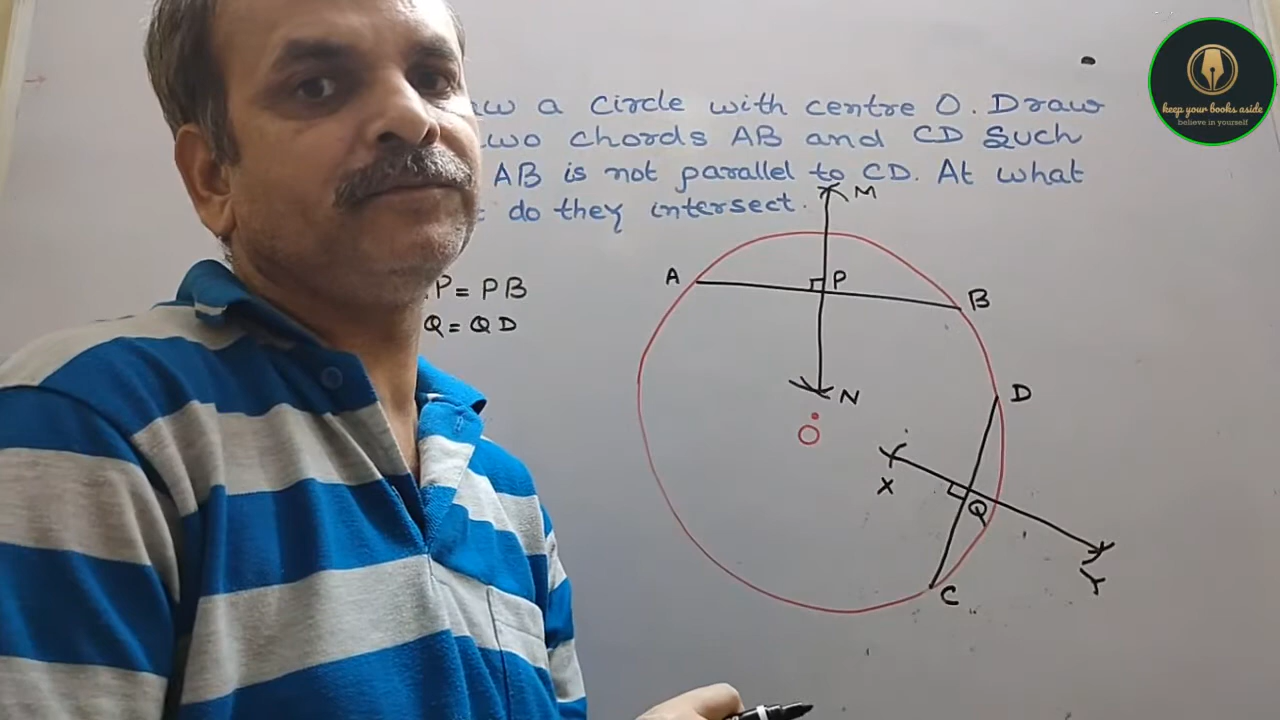 aw a circle with centre O. Draw
two chords AB and CD Such
AB is not parallel to CD. At what
do they intersect.
P = PB
Q = QD
M
A
P
B
N
D
O
X
Q
C
Y
keep your books aside
believe in yourself